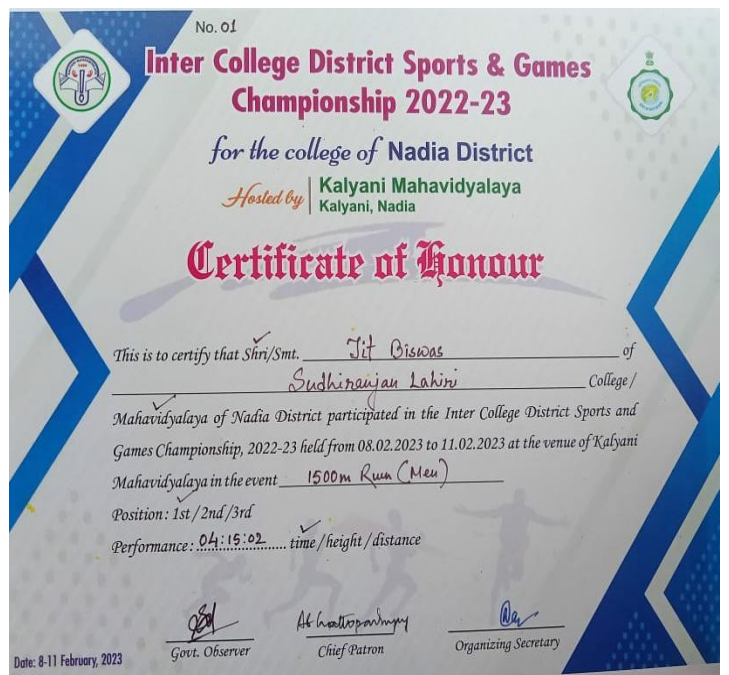 No. 01
Inter College District Sports & Games
Championship 2022-23
for the college of Nadia District
Hosted by Kalyani Mahavidyalaya
Kalyani, Nadia
Certificate of Honour
This is to certify that Shri/Smt. Jit Biswas of
Sudhiranjan Lahiri College /
Mahavidyalaya of Nadia District participated in the Inter College District Sports and
Games Championship, 2022-23 held from 08.02.2023 to 11.02.2023 at the venue of Kalyani
Mahavidyalaya in the event 1500m Run (Men)
Position: 1st/2nd/3rd
Performance: 04:15:02 time/height/distance
Govt. Observer
Chief Patron
Organizing Secretary
Date: 8-11 February, 2023